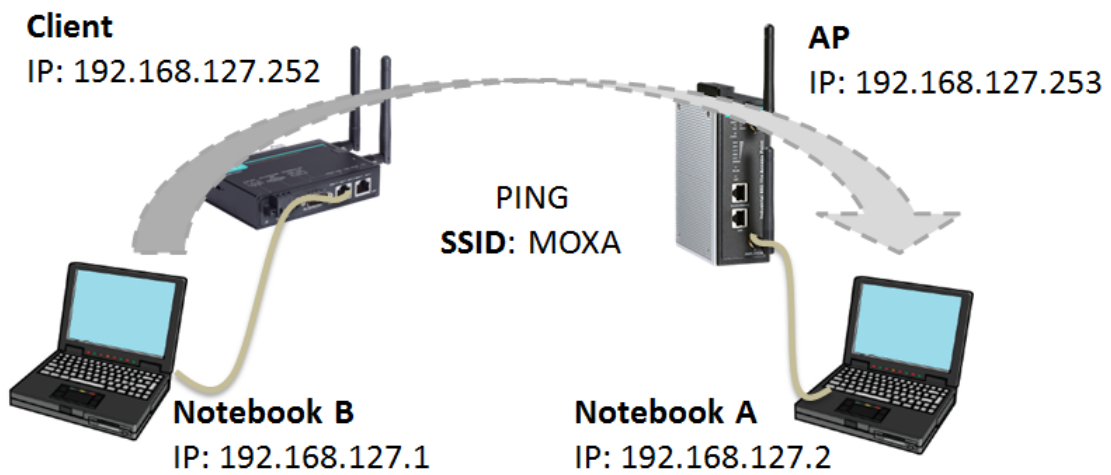 Client
IP: 192.168.127.252
AP
IP: 192.168.127.253
PING
SSID: MOXA
Notebook B
IP: 192.168.127.1
Notebook A
IP: 192.168.127.2